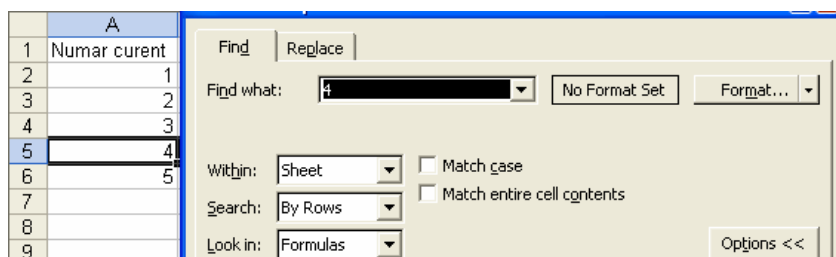 A
1 Numar curent
2 1
3 2
4 3
5 4
6 5
7
8
9
Find Replace
Find what: 4 No Format Set Format...
Within: Sheet Match case
Match entire cell contents
Search: By Rows
Look in: Formulas Options <<